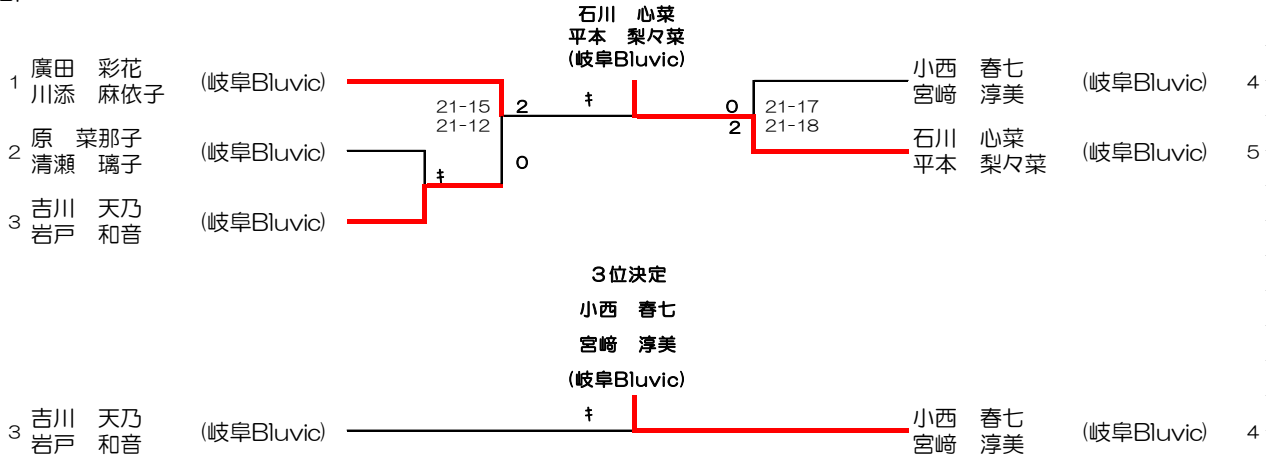 石川　心菜
平本　梨々菜
(岐阜Bluvic)
1 廣田　彩花
川添　麻依子 (岐阜Bluvic)
小西　春七
宮﨑　淳美 (岐阜Bluvic) 4
21-15 2
21-12
ｷ
0 21-17
2 21-18
2 原　菜那子
清瀬　璃子 (岐阜Bluvic)
0
石川　心菜
平本　梨々菜 (岐阜Bluvic) 5
ｷ
3 吉川　天乃
岩戸　和音 (岐阜Bluvic)
３位決定
小西　春七
宮﨑　淳美
(岐阜Bluvic)
3 吉川　天乃
岩戸　和音 (岐阜Bluvic)
ｷ
小西　春七
宮﨑　淳美 (岐阜Bluvic) 4